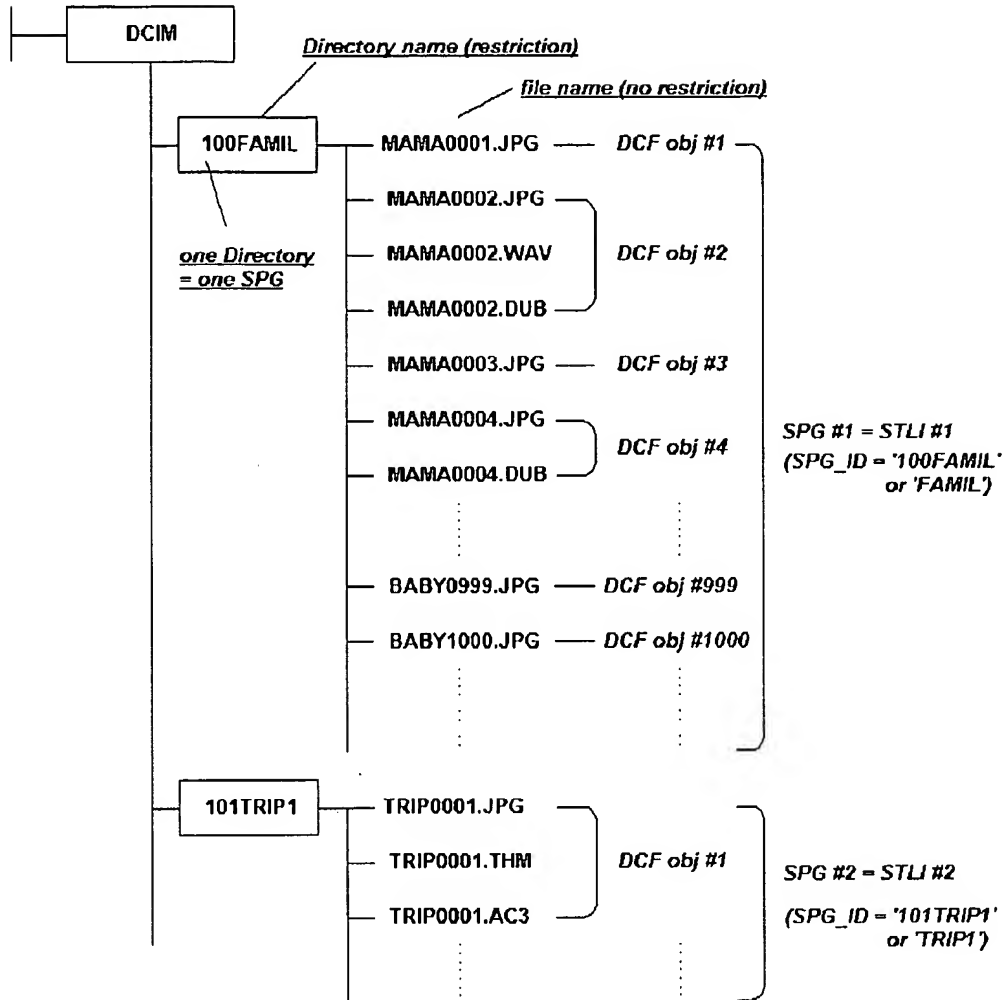 DCIM
Directory name (restriction)
file name (no restriction)
100FAMIL
MAMA0001.JPG
DCF obj #1
MAMA0002.JPG
one Directory
= one SPG
MAMA0002.WAV
DCF obj #2
MAMA0002.DUB
MAMA0003.JPG
DCF obj #3
MAMA0004.JPG
DCF obj #4
MAMA0004.DUB
SPG #1 = STLI #1
(SPG_ID = '100FAMIL'
or 'FAMIL')
BABY0999.JPG
DCF obj #999
BABY1000.JPG
DCF obj #1000
101TRIP1
TRIP0001.JPG
TRIP0001.THM
DCF obj #1
TRIP0001.AC3
SPG #2 = STLI #2
(SPG_ID = '101TRIP1'
or 'TRIP1')